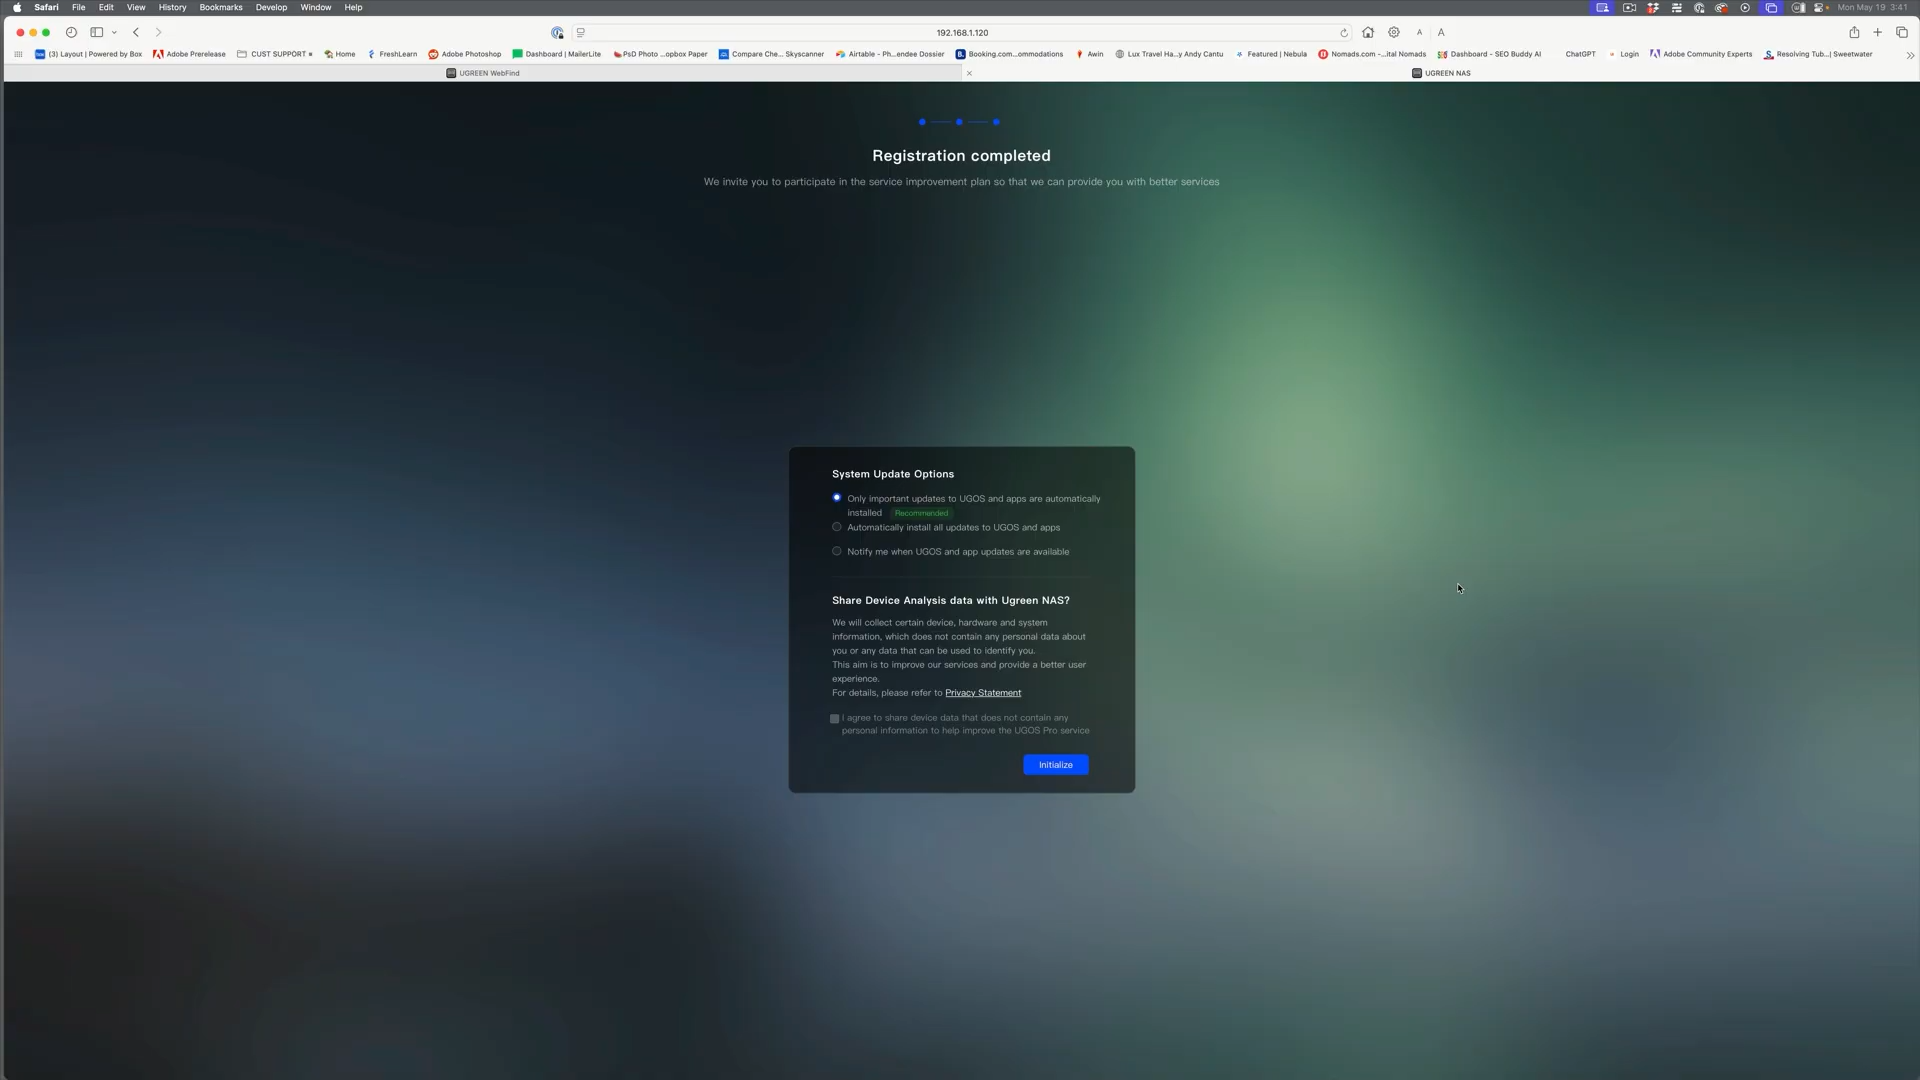 Safari File Edit View History Bookmarks Develop Window Help Mon May 19 3:41
192.168.1.120 A A
(3) Layout | Powered by Box Adobe Prerelease CUST SUPPORT Home FreshLearn Adobe Photoshop Dashboard | MailerLite PsD Photo ...opbox Paper Compare Che... Skyscanner Airtable - Ph...endee Dossier Booking.com...ommodations Awin Lux Travel Ha...y Andy Cantu Featured | Nebula Nomads.com -...ital Nomads Dashboard - SEO Buddy AI ChatGPT Login Adobe Community Experts Resolving Tub...| Sweetwater
UGREEN WebFind UGREEN NAS
Registration completed
We invite you to participate in the service improvement plan so that we can provide you with better services
System Update Options
Only important updates to UGOS and apps are automatically
installed Recommended
Automatically install all updates to UGOS and apps
Notify me when UGOS and app updates are available
Share Device Analysis data with Ugreen NAS?
We will collect certain device, hardware and system
information, which does not contain any personal data about
you or any data that can be used to identify you.
This aim is to improve our services and provide a better user
experience.
For details, please refer to Privacy Statement
I agree to share device data that does not contain any
personal information to help improve the UGOS Pro service
Initialize